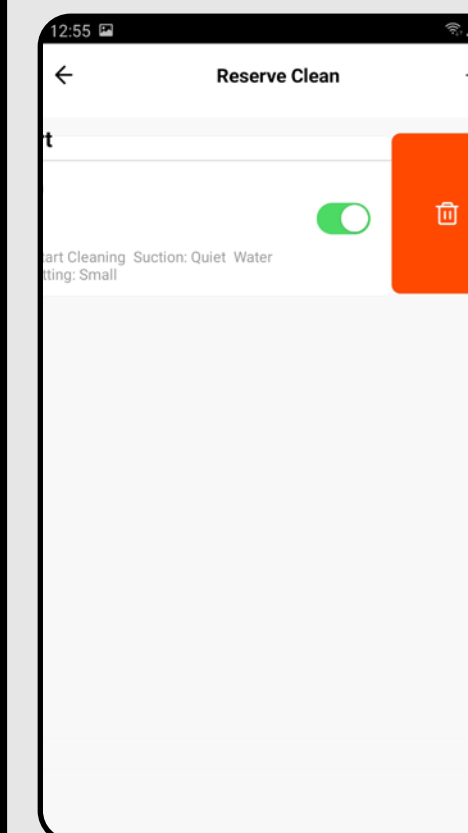 12:55
Reserve Clean
t
art Cleaning Suction: Quiet Water
tting: Small